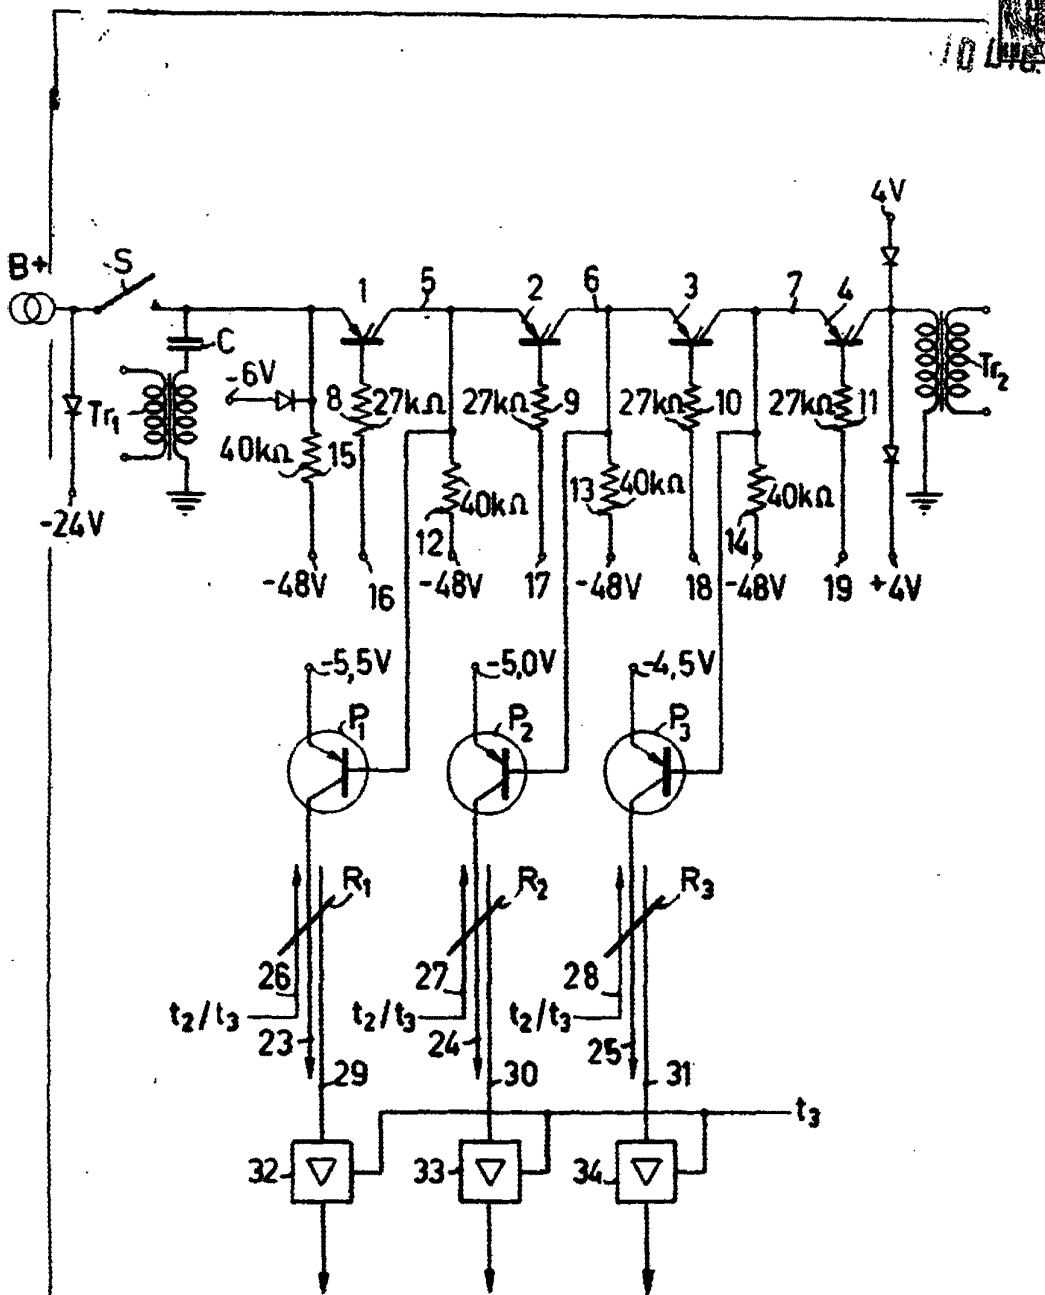 4V
B+
S
1
5
2
6
3
7
4
C
-6V
Tr1
8
27kΩ
27kΩ
9
27kΩ
10
27kΩ
11
Tr2
40kΩ
15
40kΩ
13
40kΩ
40kΩ
-24V
12
14
-48V
16
-48V
17
-48V
18
-48V
19
+4V
-5,5V
-5,0V
-4,5V
P1
P2
P3
R1
R2
R3
26
27
28
t2/t3
t2/t3
t2/t3
23
24
25
29
30
31
t3
32
33
34